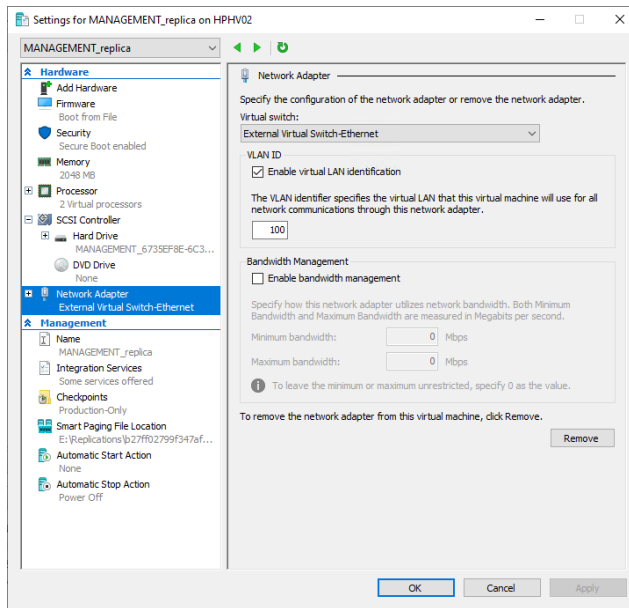 Settings for MANAGEMENT_replica on HPHV02
MANAGEMENT_replica
Hardware
Add Hardware
Firmware
Boot from File
Security
Secure Boot enabled
Memory
2048 MB
Processor
2 Virtual processors
SCSI Controller
Hard Drive
MANAGEMENT_6735EF8E-6C3...
DVD Drive
None
Network Adapter
External Virtual Switch-Ethernet
Management
Name
MANAGEMENT_replica
Integration Services
Some services offered
Checkpoints
Production-Only
Smart Paging File Location
E:\Replications\b27ff02799f347af...
Automatic Start Action
None
Automatic Stop Action
Power Off
Network Adapter
Specify the configuration of the network adapter or remove the network adapter.
Virtual switch:
External Virtual Switch-Ethernet
VLAN ID
Enable virtual LAN identification
The VLAN identifier specifies the virtual LAN that this virtual machine will use for all
network communications through this network adapter.
100
Bandwidth Management
Enable bandwidth management
Specify how this network adapter utilizes network bandwidth. Both Minimum
Bandwidth and Maximum Bandwidth are measured in Megabits per second.
Minimum bandwidth: 0 Mbps
Maximum bandwidth: 0 Mbps
To leave the minimum or maximum unrestricted, specify 0 as the value.
To remove the network adapter from this virtual machine, click Remove.
Remove
OK Cancel Apply